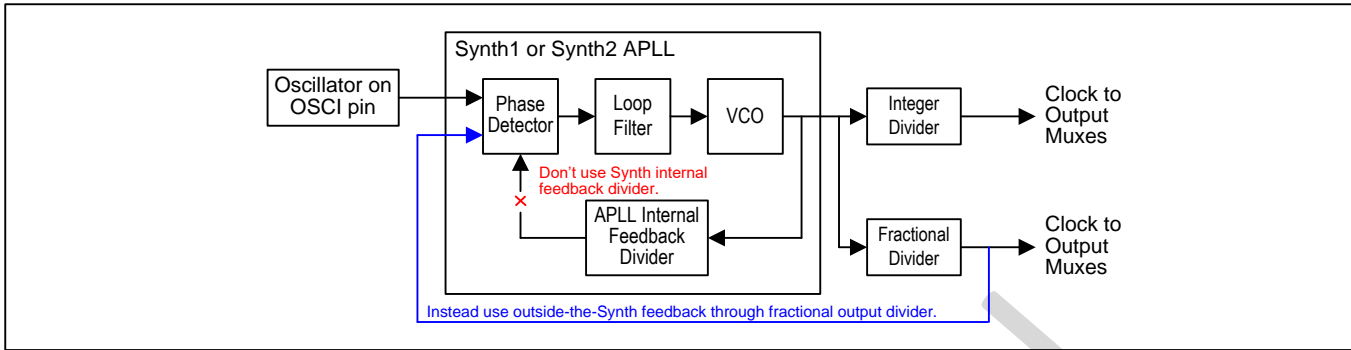 Synth1 or Synth2 APLL
Oscillator on
OSCI pin
Phase
Detector
Loop
Filter
VCO
Integer
Divider
Clock to
Output
Muxes
Don't use Synth internal
feedback divider.
×
APLL Internal
Feedback
Divider
Fractional
Divider
Clock to
Output
Muxes
Instead use outside-the-Synth feedback through fractional output divider.